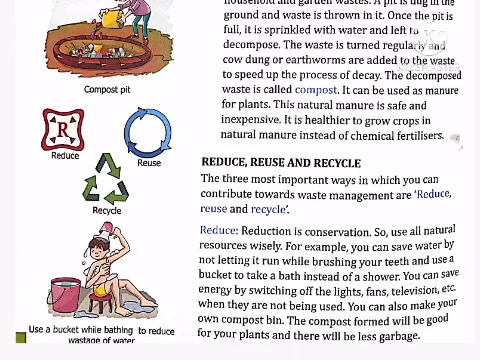 household and garden wastes. A pit is dug in the
ground and waste is thrown in it. Once the pit is
full, it is sprinkled with water and left to
decompose. The waste is turned regularly and
cow dung or earthworms are added to the waste
to speed up the process of decay. The decomposed
waste is called compost. It can be used as manure
for plants. This natural manure is safe and
inexpensive. It is healthier to grow crops in
natural manure instead of chemical fertilisers.
Compost pit
R
Reduce
Reuse
Recycle
REDUCE, REUSE AND RECYCLE
The three most important ways in which you can
contribute towards waste management are ‘Reduce,
reuse and recycle’.
Reduce: Reduction is conservation. So, use all natural
resources wisely. For example, you can save water by
not letting it run while brushing your teeth and use a
bucket to take a bath instead of a shower. You can save
energy by switching off the lights, fans, television, etc.
when they are not being used. You can also make your
own compost bin. The compost formed will be good
for your plants and there will be less garbage.
Use a bucket while bathing to reduce
wastage of water